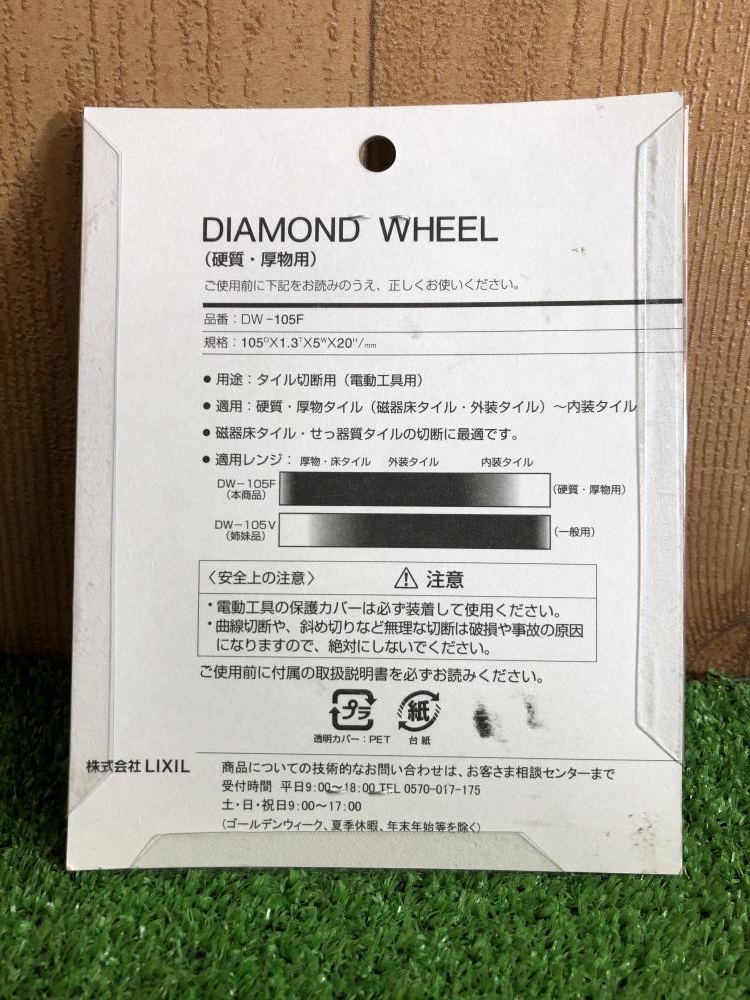 DIAMOND WHEEL
(硬質・厚物用)
ご使用前に下記をお読みのうえ、正しくお使いください。
品番：DW-105F
規格：105ᴰX1.3ᵀX5ᵂX20ᴴ/mm
● 用途：タイル切断用（電動工具用）
● 適用：硬質・厚物タイル（磁器床タイル・外装タイル）～内装タイル
● 磁器床タイル・せっ器質タイルの切断に最適です。
● 適用レンジ： 厚物・床タイル 外装タイル 内装タイル
DW-105F
(本商品)
(硬質・厚物用)
DW-105V
(姉妹品)
(一般用)
〈安全上の注意〉 ⚠ 注意
・電動工具の保護カバーは必ず装着して使用ください。
・曲線切断や、斜め切りなど無理な切断は破損や事故の原因
になりますので、絶対にしないでください。
ご使用前に付属の取扱説明書を必ずお読みください。
プラ 紙
透明カバー：PET 台紙
株式会社 LIXIL
商品についての技術的なお問い合わせは、お客さま相談センターまで
受付時間 平日9:00～18:00 TEL 0570-017-175
土・日・祝日9:00～17:00
(ゴールデンウィーク、夏季休暇、年末年始等を除く)